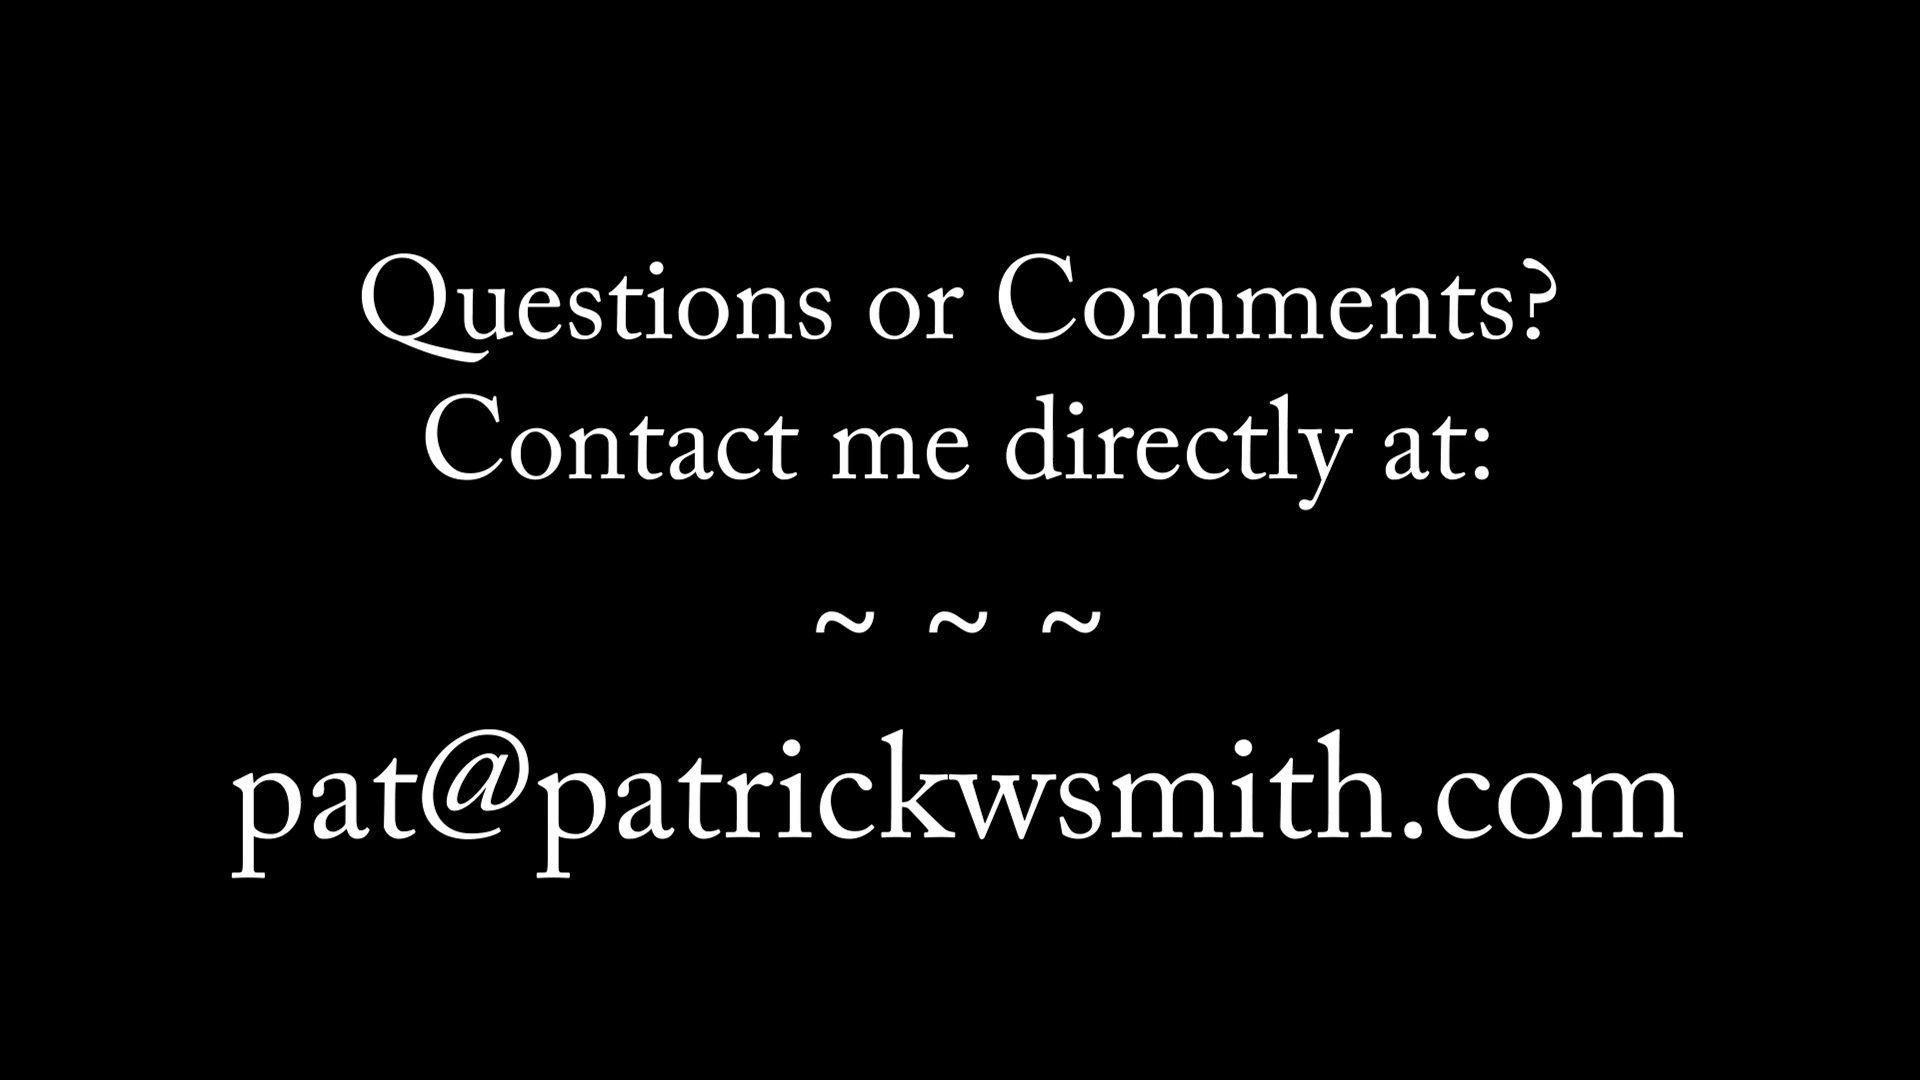 Questions or Comments?
Contact me directly at:
~ ~ ~
pat@patrickwsmith.com